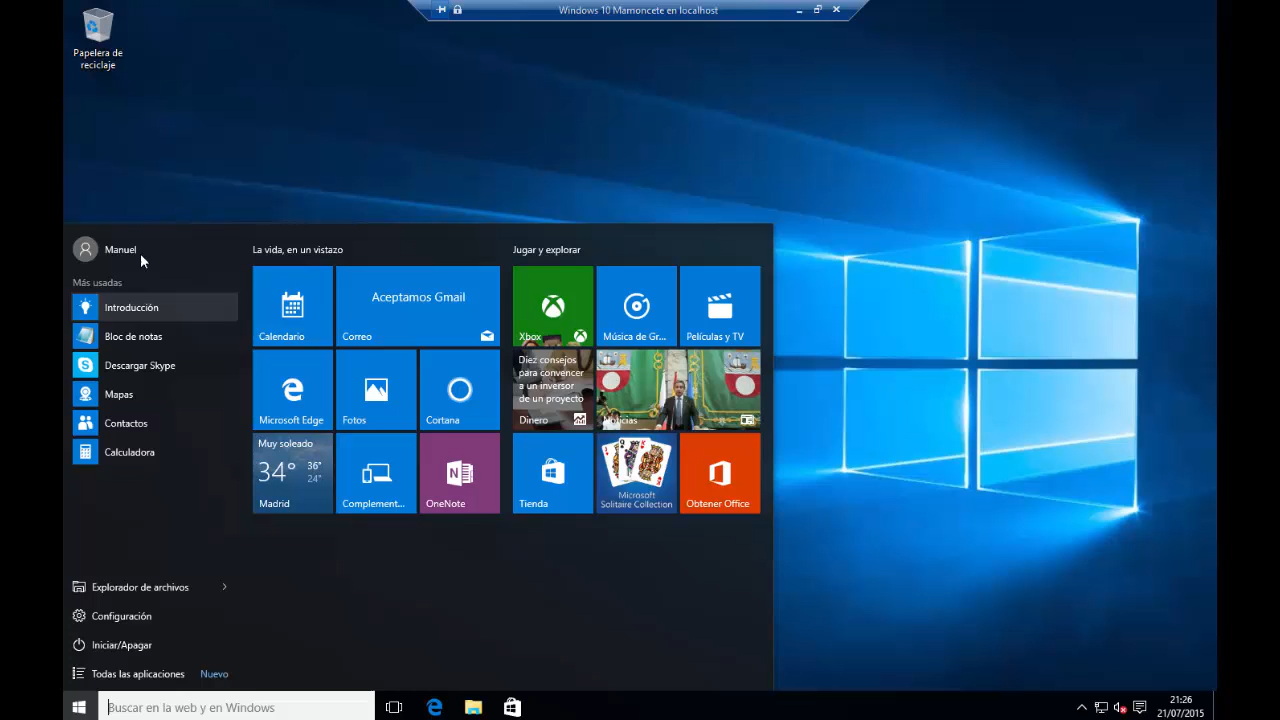 Windows 10 Mamoncete en localhost
Papelera de
reciclaje
Manuel
Más usadas
Introducción
Bloc de notas
Descargar Skype
Mapas
Contactos
Calculadora
Explorador de archivos
Configuración
Iniciar/Apagar
Todas las aplicaciones Nuevo
La vida, en un vistazo
Calendario
Aceptamos Gmail
Correo
Microsoft Edge
Fotos
Cortana
Muy soleado
34° 36°
24°
Madrid
Complement...
OneNote
Jugar y explorar
Xbox
Música de Gr...
Películas y TV
Diez consejos
para convencer
a un inversor
de un proyecto
Dinero
Noticias
Tienda
Microsoft
Solitaire Collection
Obtener Office
Buscar en la web y en Windows
21:26
21/07/2015